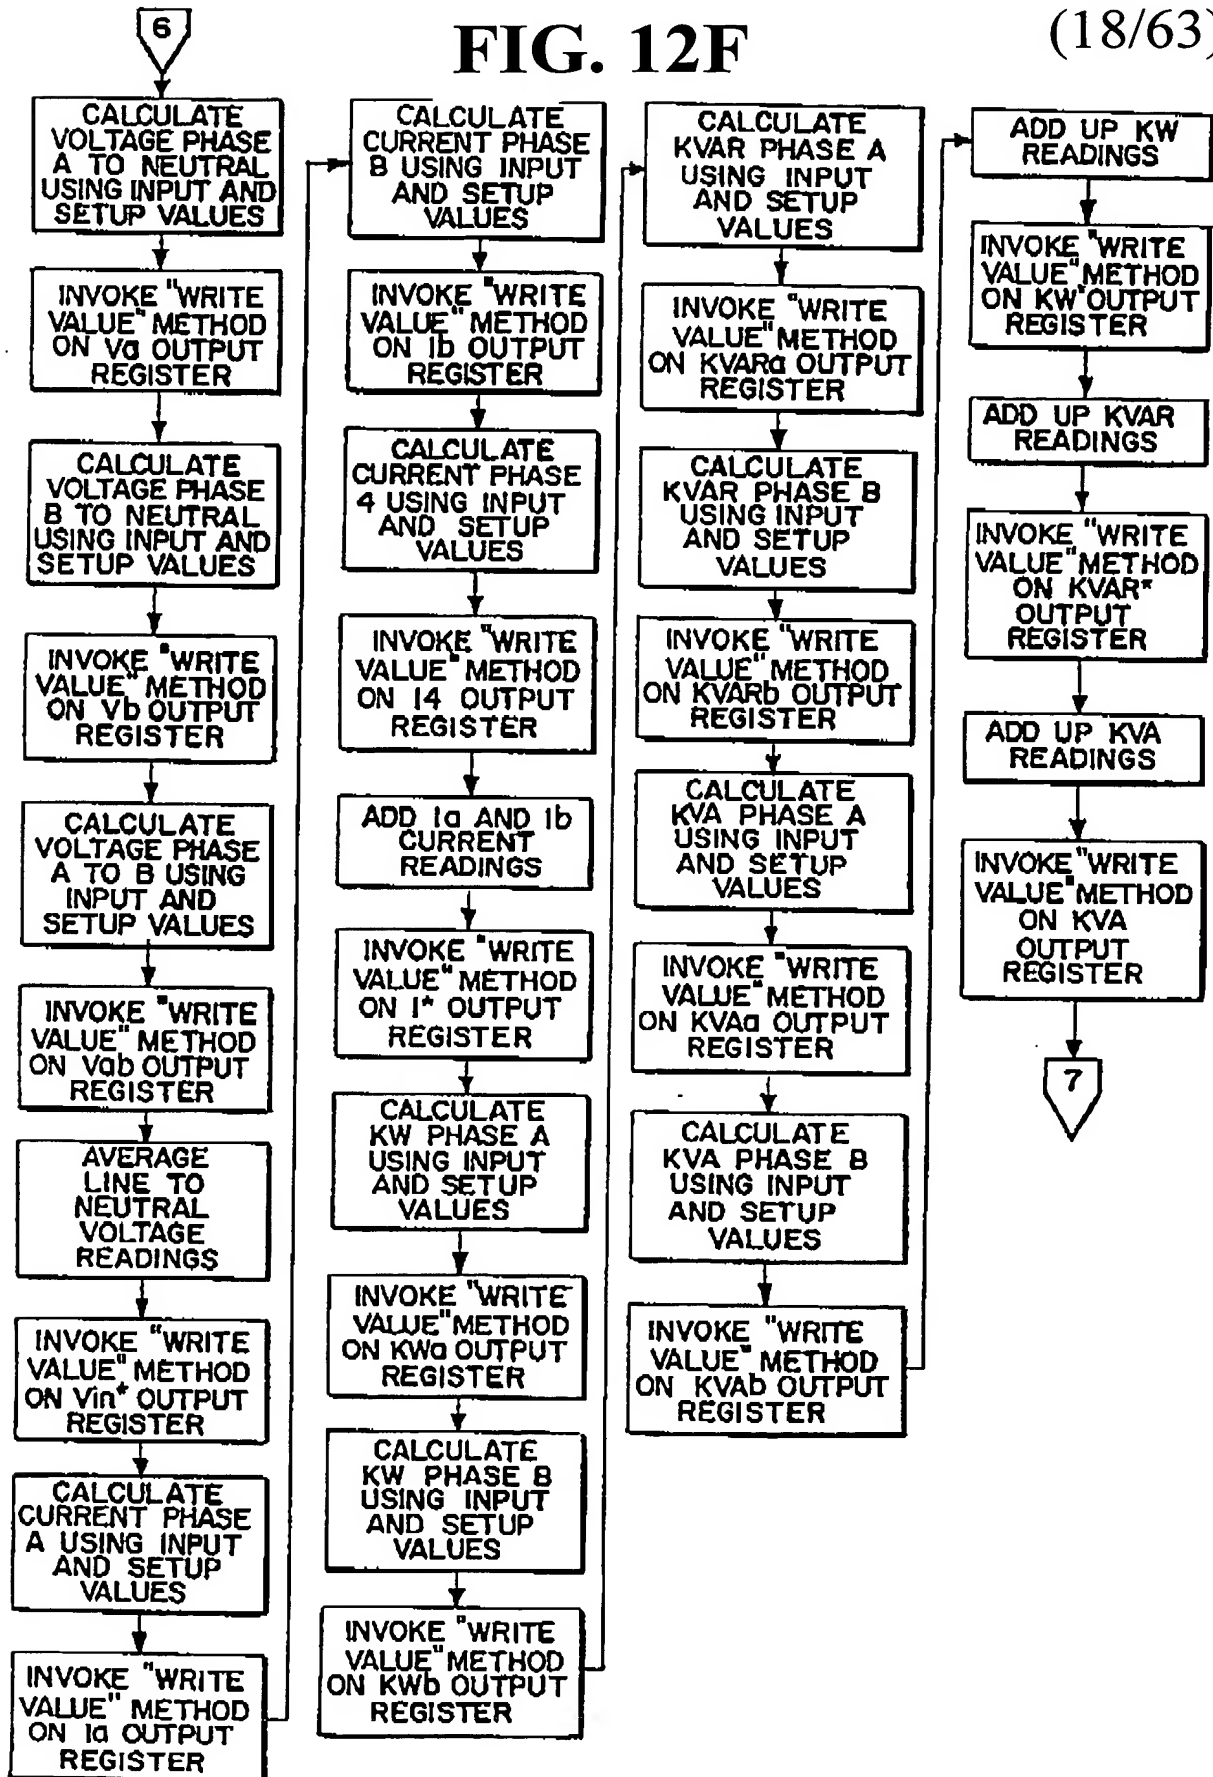 6
FIG. 12F
(18/63)
CALCULATE
VOLTAGE PHASE
A TO NEUTRAL
USING INPUT AND
SETUP VALUES
INVOKE "WRITE
VALUE" METHOD
ON Va OUTPUT
REGISTER
CALCULATE
VOLTAGE PHASE
B TO NEUTRAL
USING INPUT AND
SETUP VALUES
INVOKE "WRITE
VALUE" METHOD
ON Vb OUTPUT
REGISTER
CALCULATE
VOLTAGE PHASE
A TO B USING
INPUT AND
SETUP VALUES
INVOKE "WRITE
VALUE" METHOD
ON Vab OUTPUT
REGISTER
AVERAGE
LINE TO
NEUTRAL
VOLTAGE
READINGS
INVOKE "WRITE
VALUE" METHOD
ON Vin* OUTPUT
REGISTER
CALCULATE
CURRENT PHASE
A USING INPUT
AND SETUP
VALUES
INVOKE "WRITE
VALUE" METHOD
ON Ia OUTPUT
REGISTER
CALCULATE
CURRENT PHASE
B USING INPUT
AND SETUP
VALUES
INVOKE "WRITE
VALUE" METHOD
ON Ib OUTPUT
REGISTER
CALCULATE
CURRENT PHASE
4 USING INPUT
AND SETUP
VALUES
INVOKE "WRITE
VALUE" METHOD
ON I4 OUTPUT
REGISTER
ADD Ia AND Ib
CURRENT
READINGS
INVOKE "WRITE
VALUE" METHOD
ON I* OUTPUT
REGISTER
CALCULATE
KW PHASE A
USING INPUT
AND SETUP
VALUES
INVOKE "WRITE
VALUE" METHOD
ON KWa OUTPUT
REGISTER
CALCULATE
KW PHASE B
USING INPUT
AND SETUP
VALUES
INVOKE "WRITE
VALUE" METHOD
ON KWb OUTPUT
REGISTER
CALCULATE
KVAR PHASE A
USING INPUT
AND SETUP
VALUES
INVOKE "WRITE
VALUE" METHOD
ON KVARa OUTPUT
REGISTER
CALCULATE
KVAR PHASE B
USING INPUT
AND SETUP
VALUES
INVOKE "WRITE
VALUE" METHOD
ON KVARb OUTPUT
REGISTER
CALCULATE
KVA PHASE A
USING INPUT
AND SETUP
VALUES
INVOKE "WRITE
VALUE" METHOD
ON KVAa OUTPUT
REGISTER
CALCULATE
KVA PHASE B
USING INPUT
AND SETUP
VALUES
INVOKE "WRITE
VALUE" METHOD
ON KVAb OUTPUT
REGISTER
ADD UP KW
READINGS
INVOKE "WRITE
VALUE" METHOD
ON KW* OUTPUT
REGISTER
ADD UP KVAR
READINGS
INVOKE "WRITE
VALUE" METHOD
ON KVAR*
OUTPUT
REGISTER
ADD UP KVA
READINGS
INVOKE "WRITE
VALUE" METHOD
ON KVA
OUTPUT
REGISTER
7